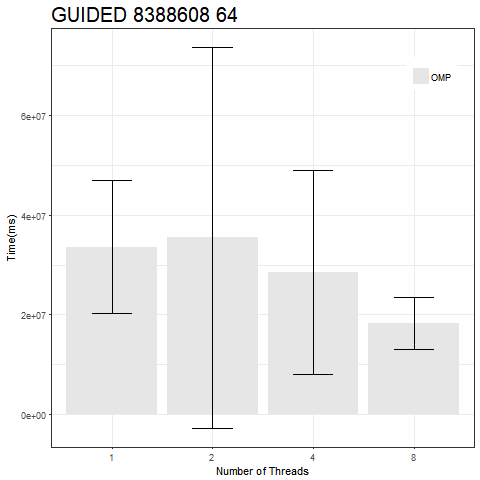 GUIDED 8388608 64
OMP
6e+07
4e+07
2e+07
0e+00
Time(ms)
1 2 4 8
Number of Threads